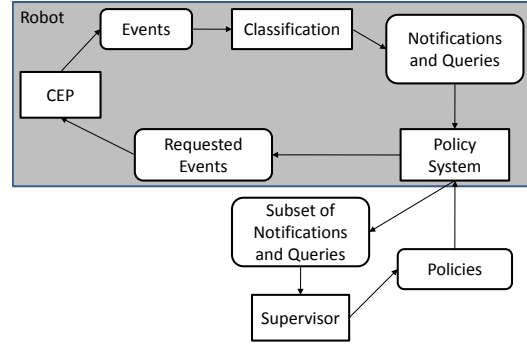 Robot
Events
Classification
Notifications
and Queries
CEP
Requested
Events
Policy
System
Subset of
Notifications
and Queries
Policies
Supervisor